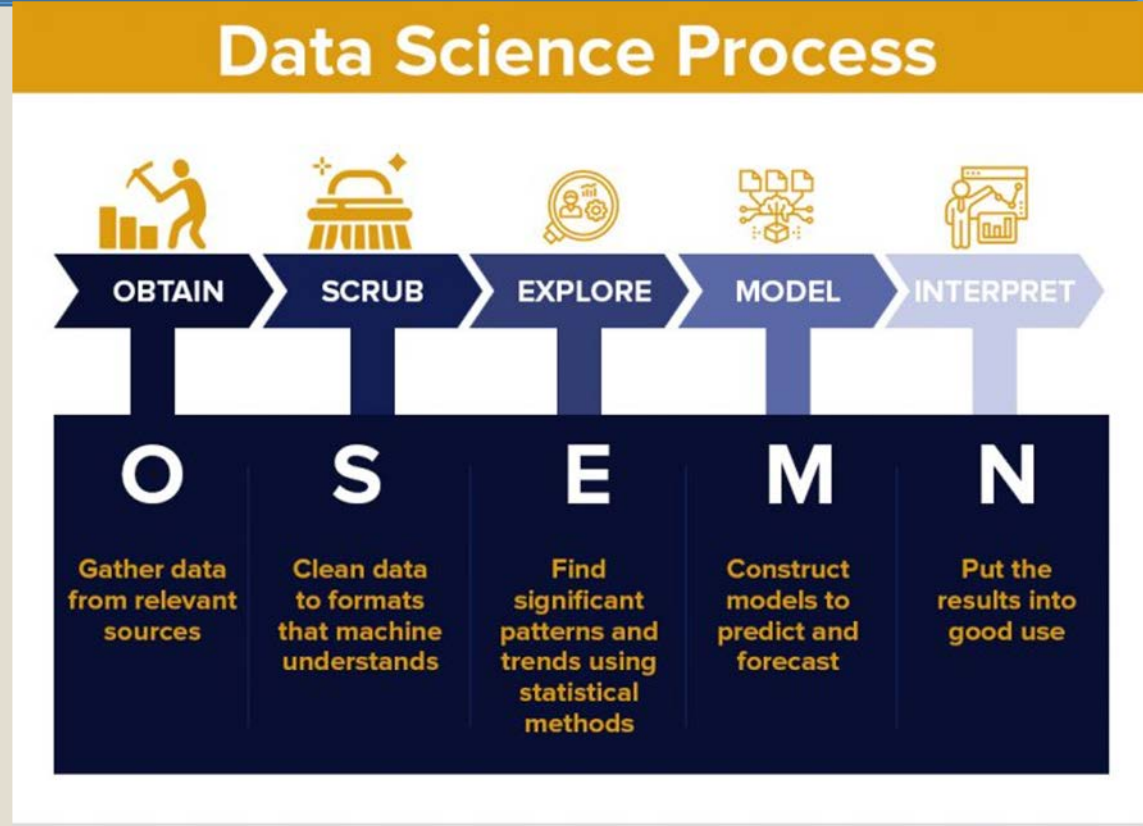 Data Science Process
OBTAIN
SCRUB
EXPLORE
MODEL
INTERPRET
O
Gather data
from relevant
sources
S
Clean data
to formats
that machine
understands
E
Find
significant
patterns and
trends using
statistical
methods
M
Construct
models to
predict and
forecast
N
Put the
results into
good use